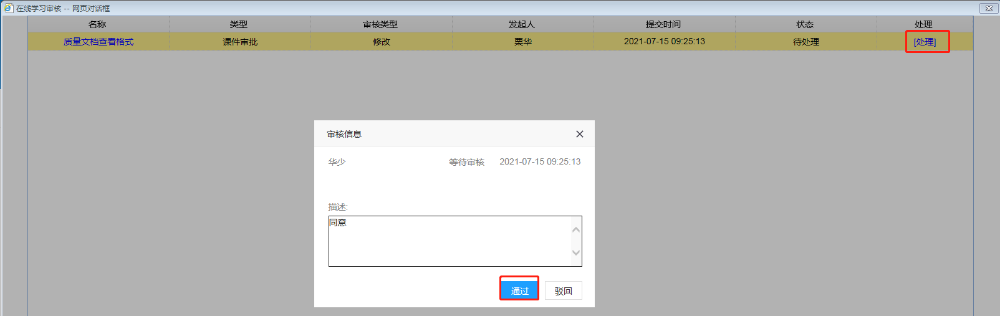 在线学习审核 -- 网页对话框
名称 类型 审核类型 发起人 提交时间 状态 处理
质量文档查看格式 课件审批 修改 栗华 2021-07-15 09:25:13 待处理 [处理]
审核信息
华少 等待审核 2021-07-15 09:25:13
描述:
同意
通过 驳回